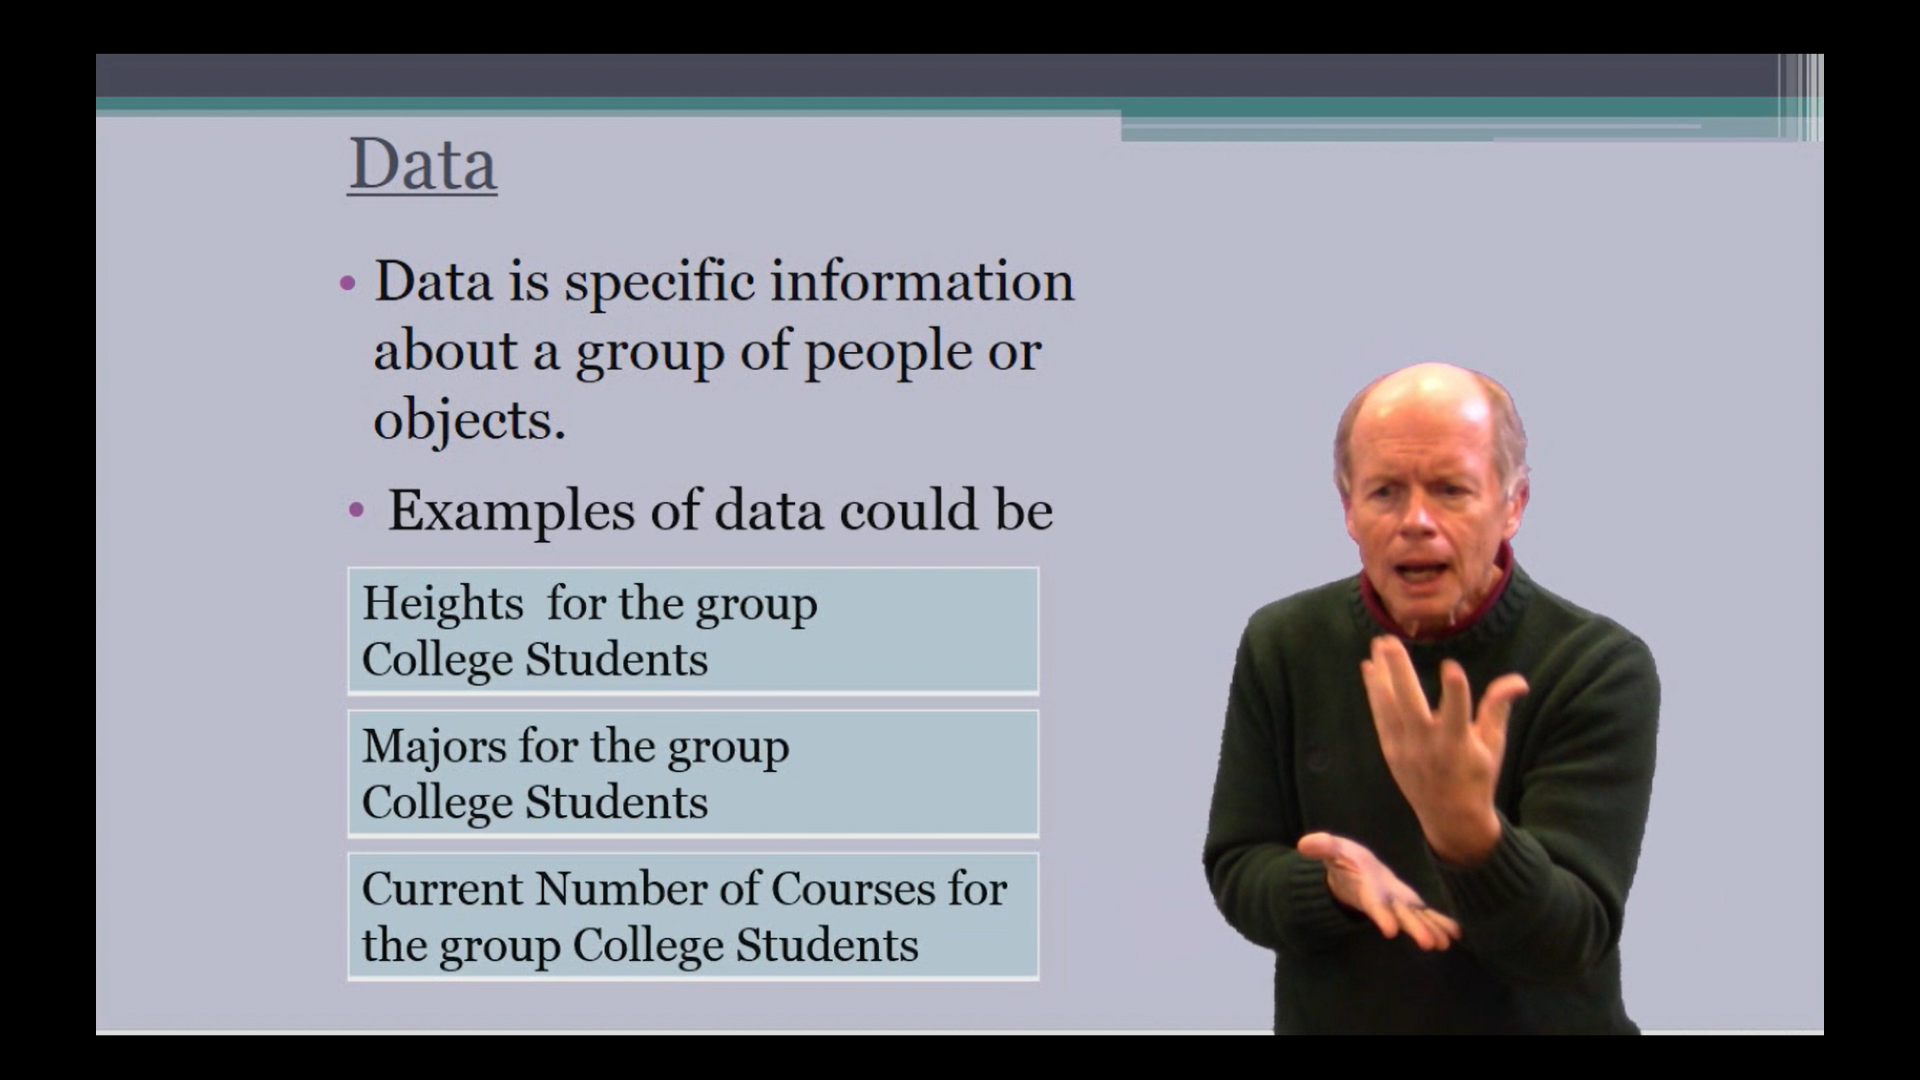 Data
• Data is specific information
about a group of people or
objects.
• Examples of data could be
Heights for the group
College Students
Majors for the group
College Students
Current Number of Courses for
the group College Students